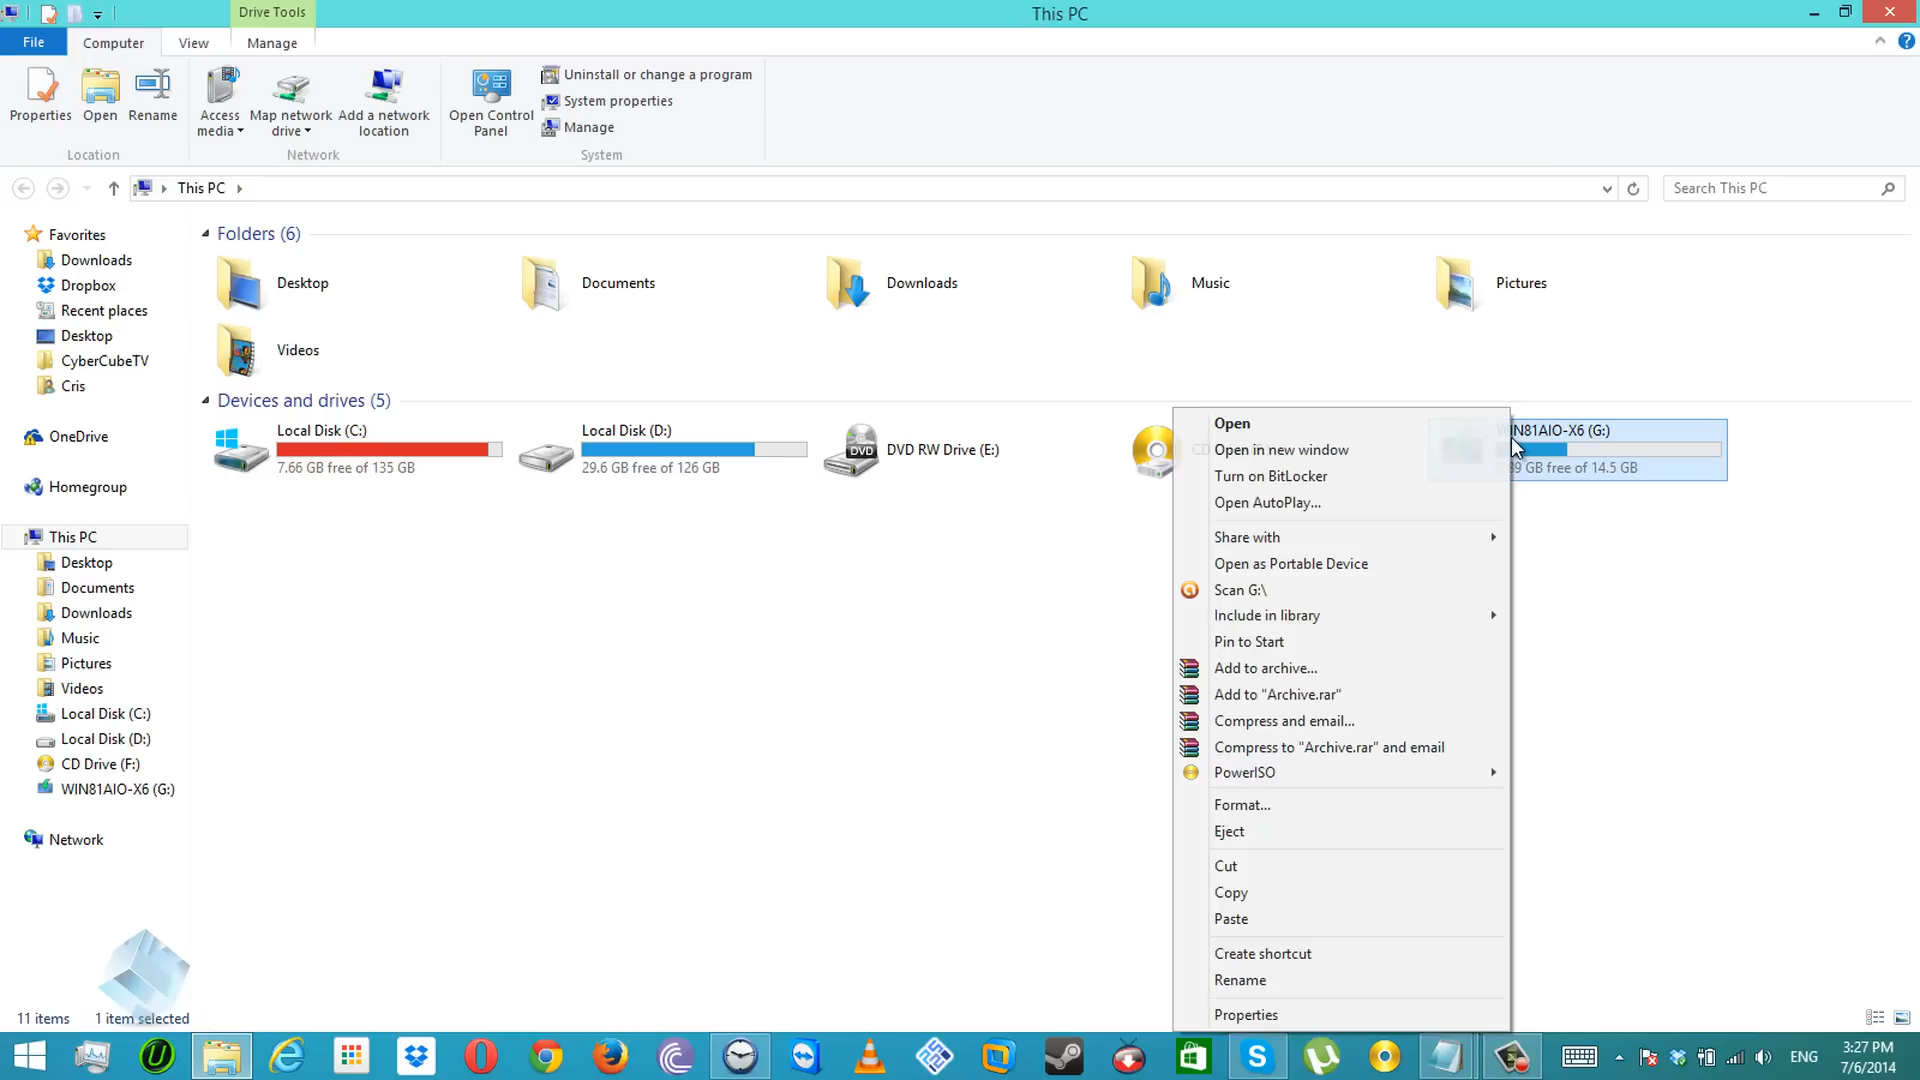 Drive Tools
This PC
File
Computer
View
Manage
Properties
Open
Rename
Access media
Map network drive
Add a network location
Open Control Panel
Uninstall or change a program
System properties
Manage
Location
Network
System
This PC
Search This PC
Favorites
Downloads
Dropbox
Recent places
Desktop
CyberCubeTV
Cris
OneDrive
Homegroup
This PC
Desktop
Documents
Downloads
Music
Pictures
Videos
Local Disk (C:)
Local Disk (D:)
CD Drive (F:)
WIN81AIO-X6 (G:)
Network
Folders (6)
Desktop
Documents
Downloads
Music
Pictures
Videos
Devices and drives (5)
Local Disk (C:)
7.66 GB free of 135 GB
Local Disk (D:)
29.6 GB free of 126 GB
DVD
DVD RW Drive (E:)
CD
WIN81AIO-X6 (G:)
GB free of 14.5 GB
Open
Open in new window
Turn on BitLocker
Open AutoPlay...
Share with
Open as Portable Device
Scan G:\
Include in library
Pin to Start
Add to archive...
Add to "Archive.rar"
Compress and email...
Compress to "Archive.rar" and email
PowerISO
Format...
Eject
Cut
Copy
Paste
Create shortcut
Rename
Properties
11 items
1 item selected
ENG
3:27 PM
7/6/2014